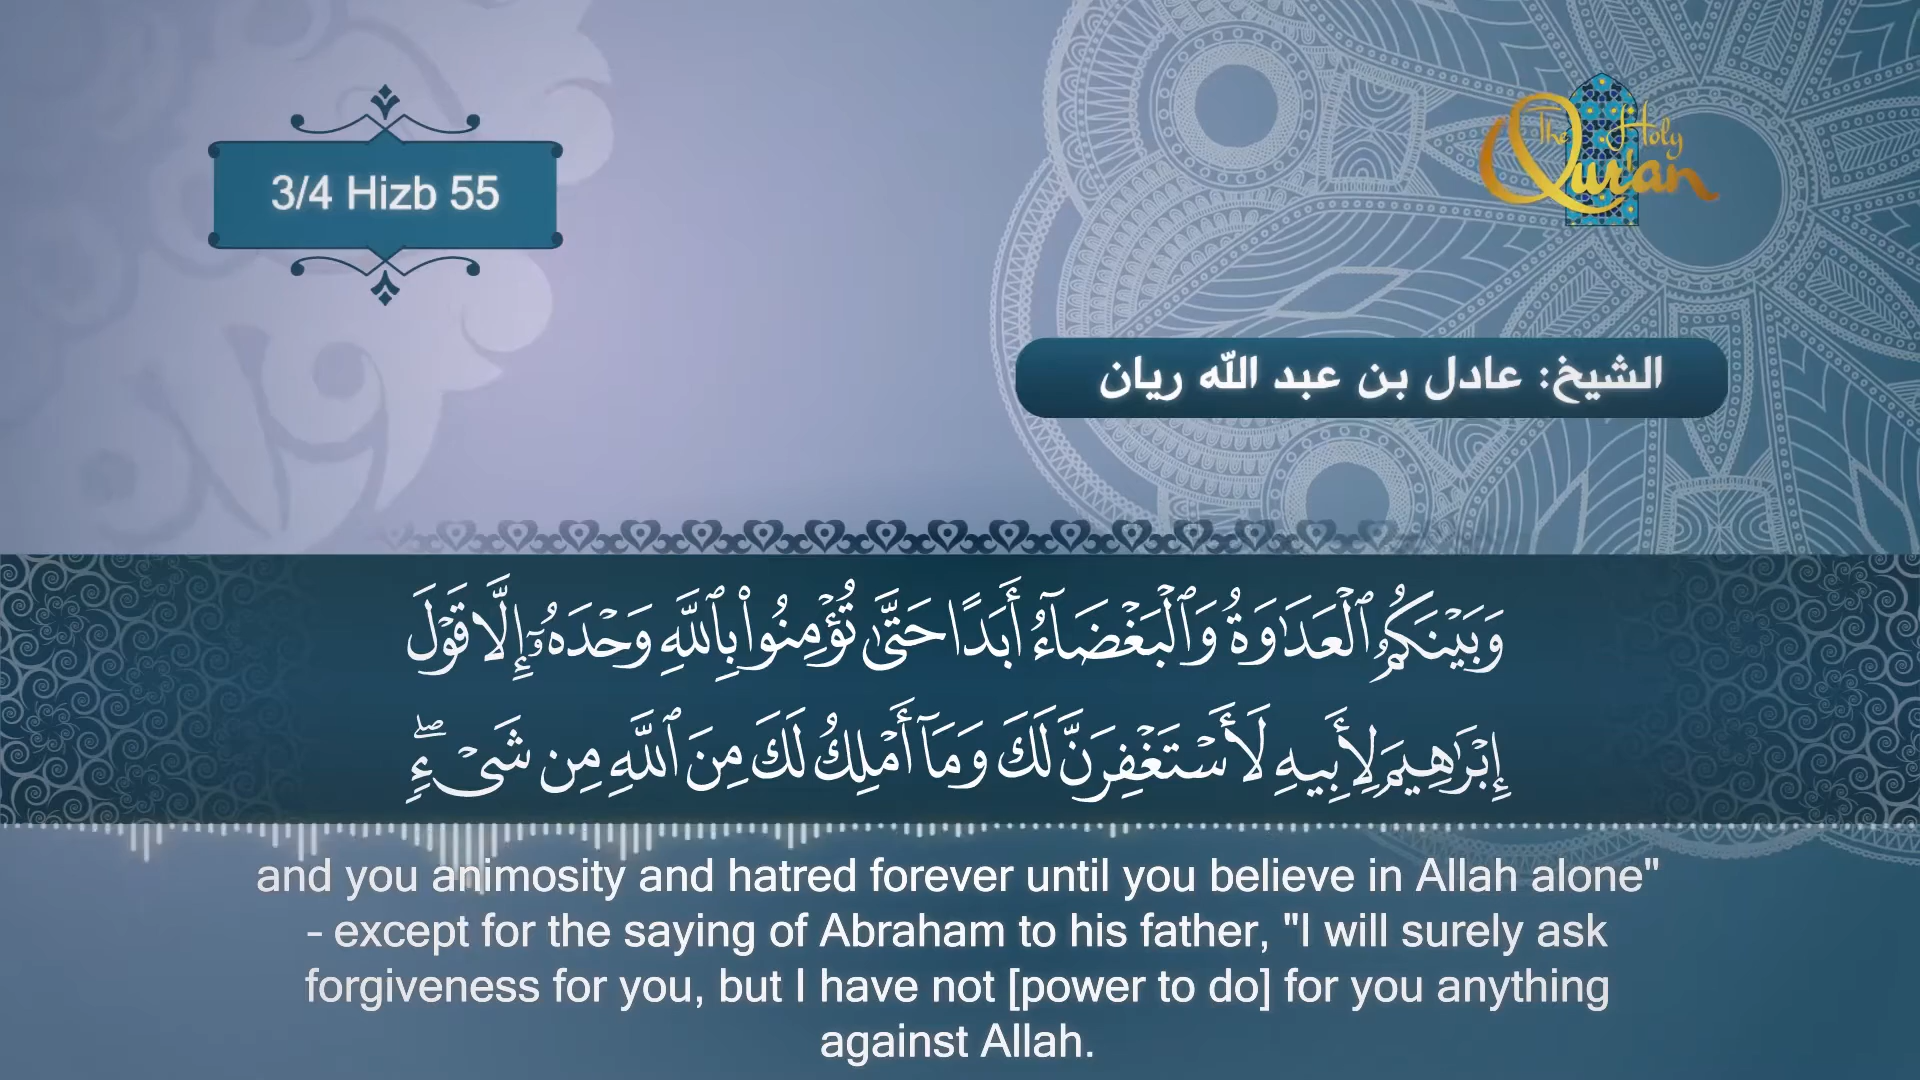 3/4 Hizb 55
The Holy
Qur'an
الشيخ: عادل بن عبد الله ريان
وَبَيْنَكُمُ ٱلْعَدَٰوَةُ وَٱلْبَغْضَآءُ أَبَدًا حَتَّىٰ تُؤْمِنُوا۟ بِٱللَّهِ وَحْدَهُۥٓ إِلَّا قَوْلَ
إِبْرَٰهِيمَ لِأَبِيهِ لَأَسْتَغْفِرَنَّ لَكَ وَمَآ أَمْلِكُ لَكَ مِنَ ٱللَّهِ مِن شَىْءٍۖ
and you animosity and hatred forever until you believe in Allah alone"
- except for the saying of Abraham to his father, "I will surely ask
forgiveness for you, but I have not [power to do] for you anything
against Allah.